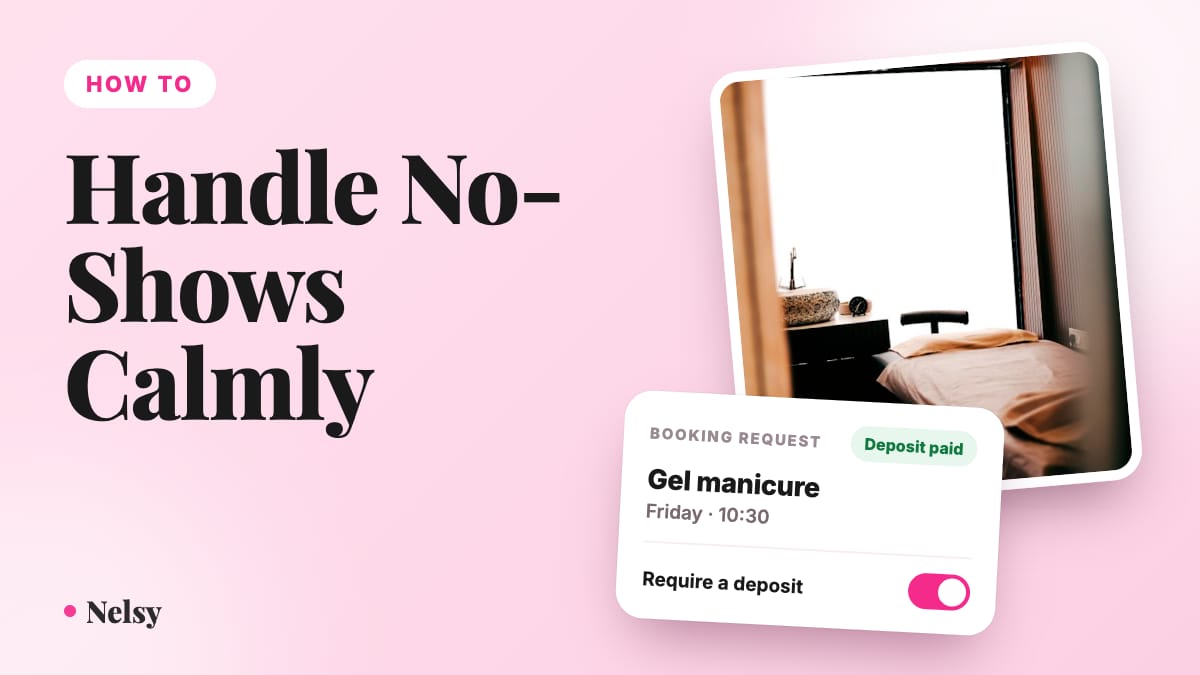 HOW TO
Handle No-
Shows
Calmly
BOOKING REQUEST
Deposit paid
Gel manicure
Friday · 10:30
Require a deposit
Nelsy